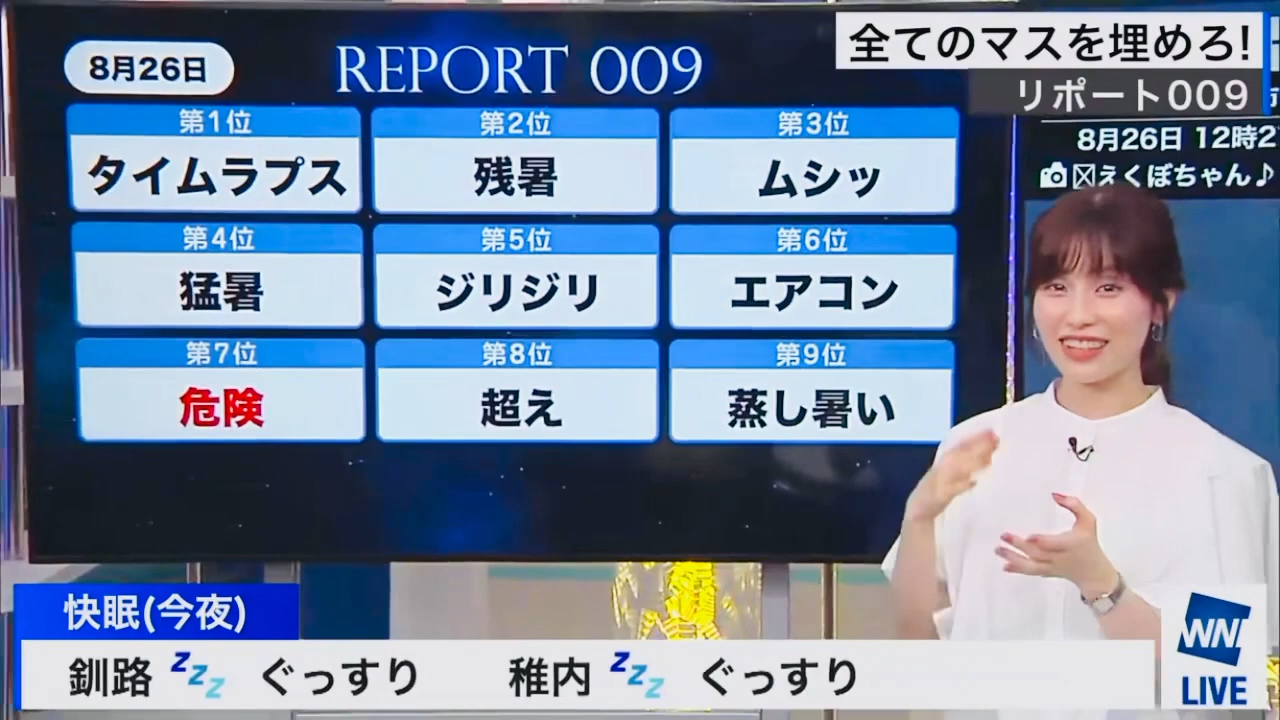 8月26日
REPORT 009
第1位
タイムラプス
第2位
残暑
第3位
ムシッ
第4位
猛暑
第5位
ジリジリ
第6位
エアコン
第7位
危険
第8位
超え
第9位
蒸し暑い
全てのマスを埋めろ!
リポート009
8月26日 12時2
えくぼちゃん♪
快眠(今夜)
釧路 zzz ぐっすり 稚内 zzz ぐっすり
WNI
LIVE